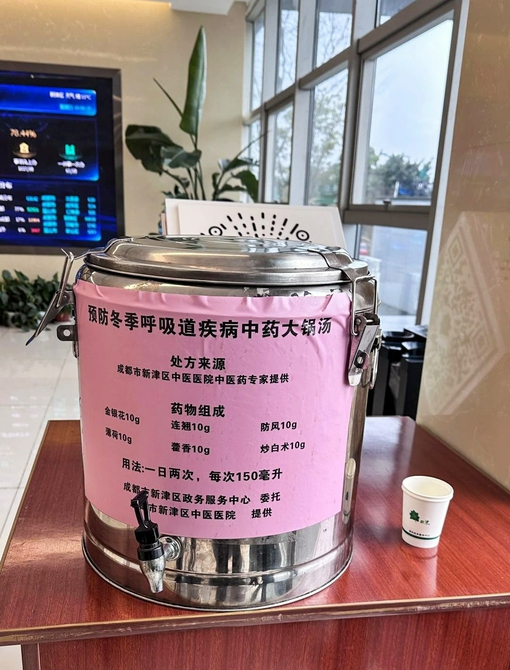 78.44%
预防冬季呼吸道疾病中药大锅汤
处方来源
成都市新津区中医医院中医药专家提供
药物组成
金银花10g 连翘10g 防风10g
薄荷10g 藿香10g 炒白术10g
用法:一日两次，每次150毫升
成都市新津区政务服务中心 委托
市新津区中医医院 提供